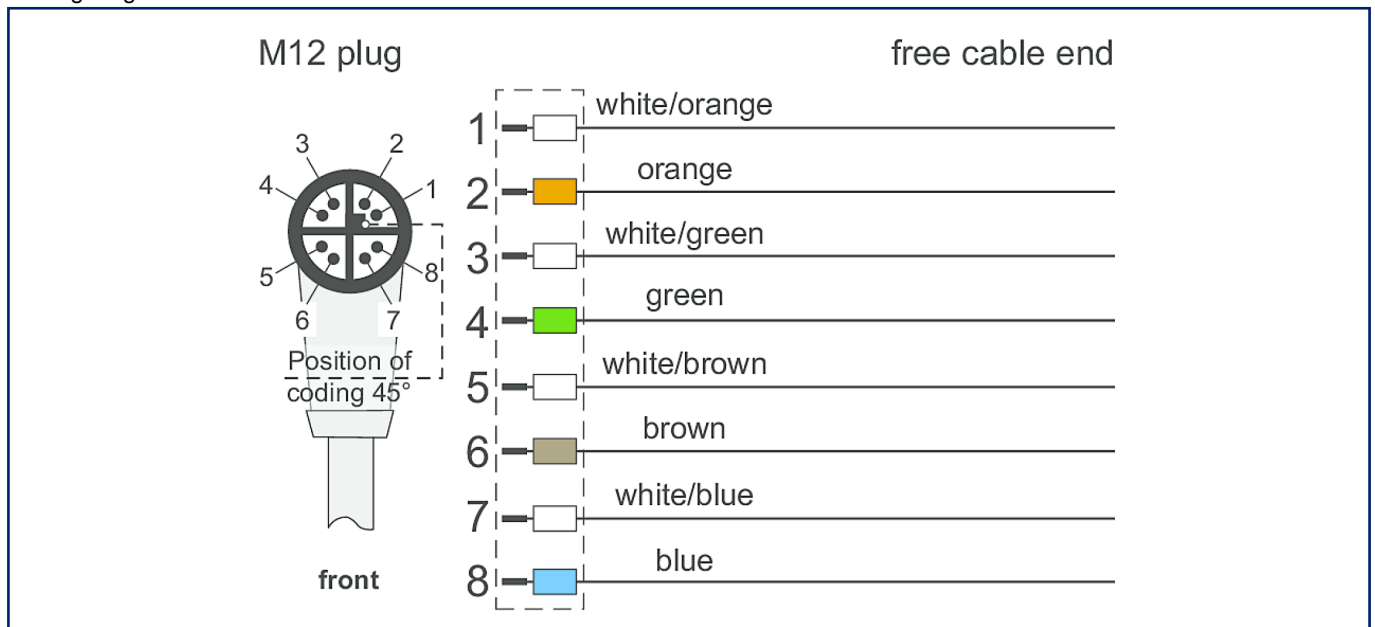 M12 plug
free cable end
3 2
4 1
5 8
6 7
Position of
coding 45°
front
1 white/orange
2 orange
3 white/green
4 green
5 white/brown
6 brown
7 white/blue
8 blue